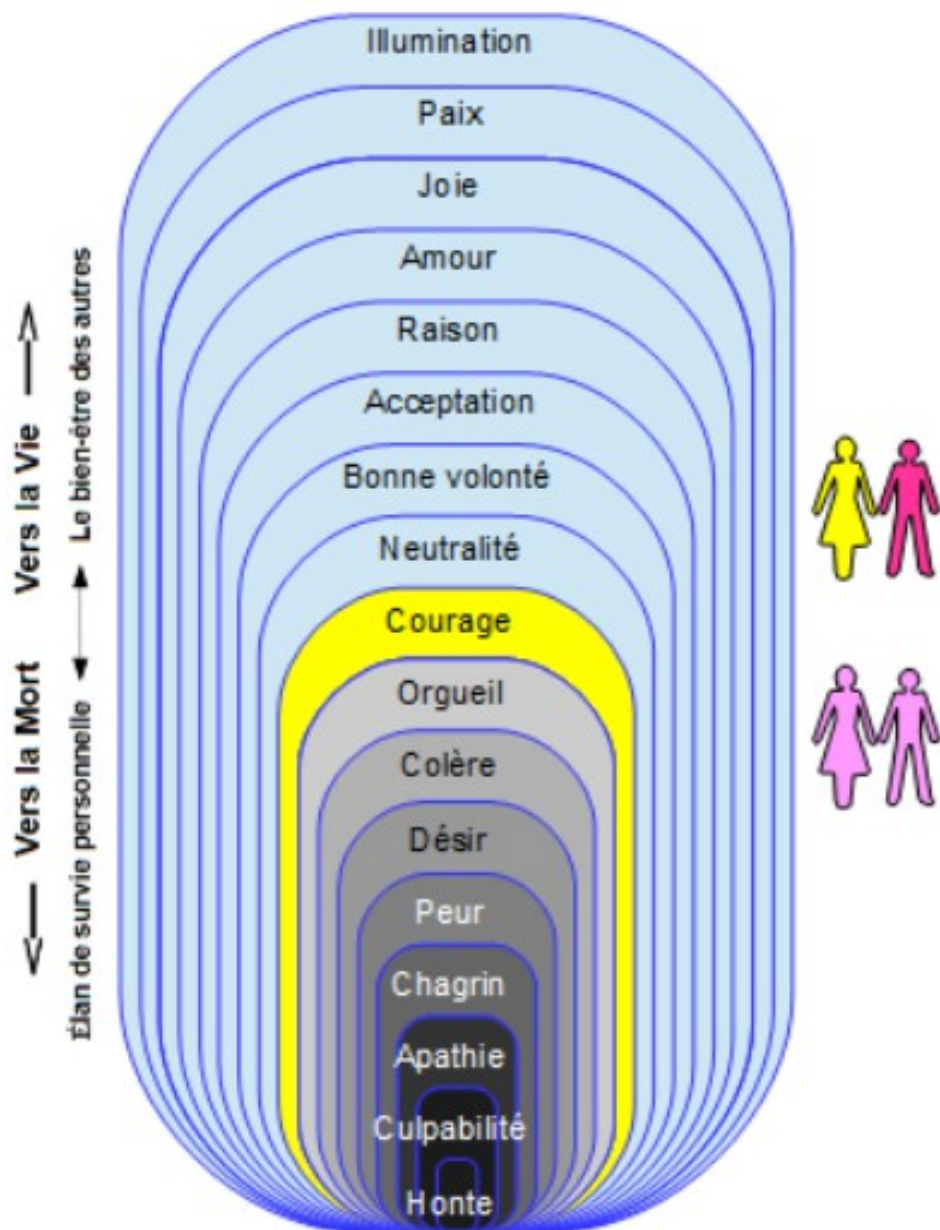 Illumination
Paix
Joie
Amour
Raison
Acceptation
Bonne volonté
Neutralité
Courage
Orgueil
Colère
Désir
Peur
Chagrin
Apathie
Culpabilité
Honte
Vers la Mort
Vers la Vie
Élan de survie personnelle
Le bien-être des autres